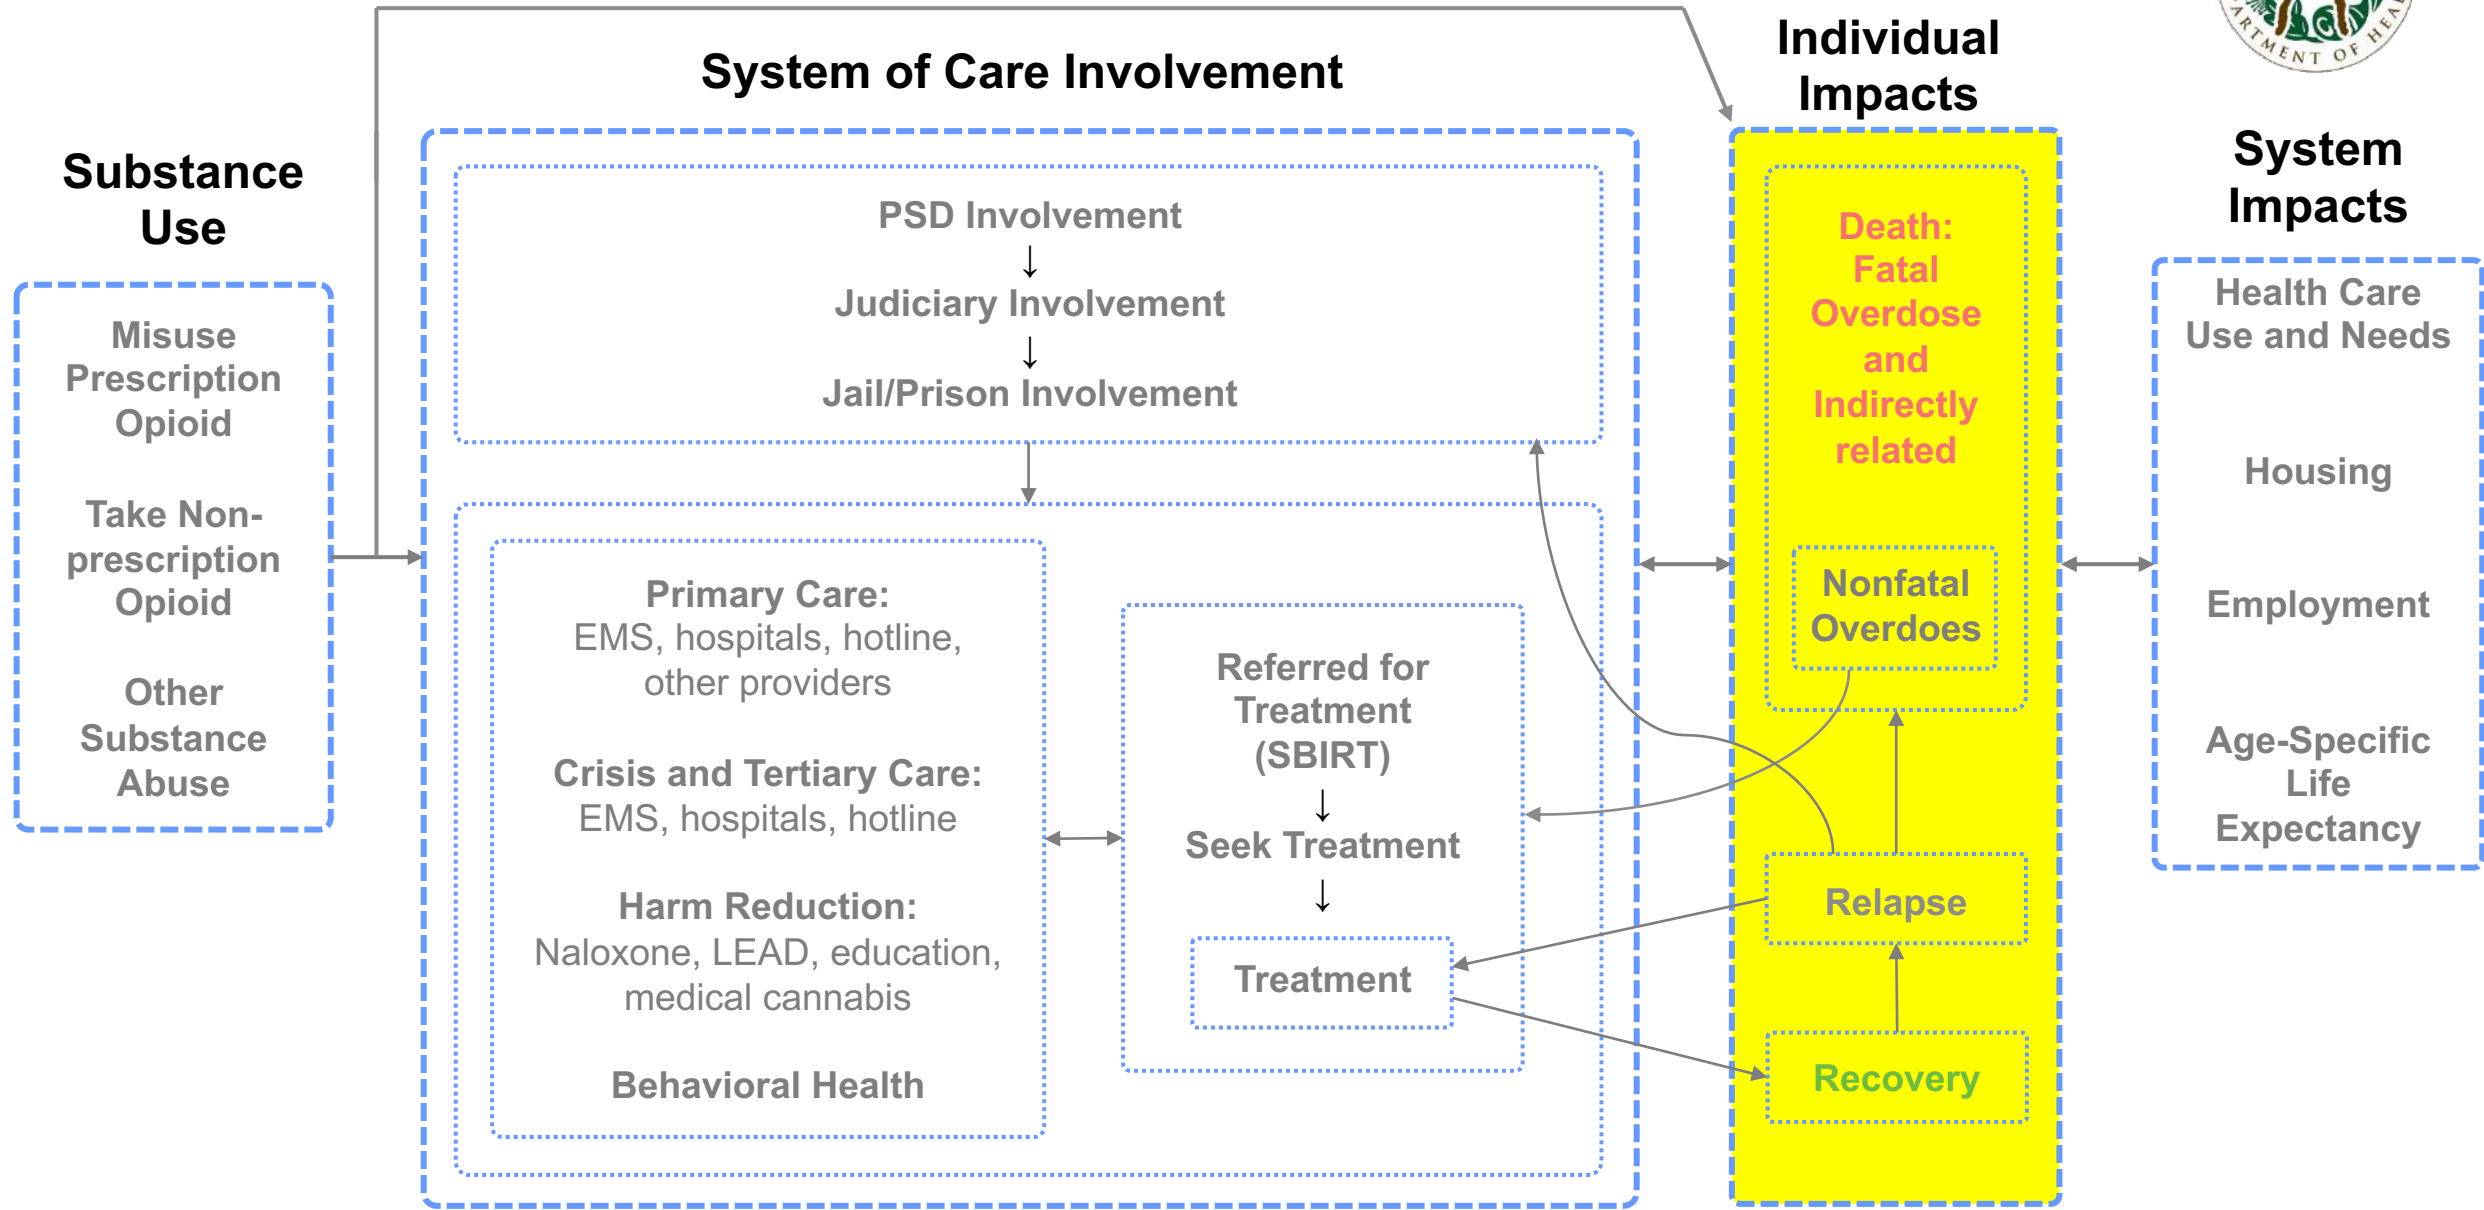 System of Care Involvement
Individual
Impacts
System
Impacts
Substance
Use
Misuse
Prescription
Opioid
Take Non-
prescription
Opioid
Other
Substance
Abuse
PSD Involvement
↓
Judiciary Involvement
↓
Jail/Prison Involvement
Primary Care:
EMS, hospitals, hotline,
other providers
Crisis and Tertiary Care:
EMS, hospitals, hotline
Harm Reduction:
Naloxone, LEAD, education,
medical cannabis
Behavioral Health
Referred for
Treatment
(SBIRT)
↓
Seek Treatment
↓
Treatment
Death:
Fatal
Overdose
and
Indirectly
related
Nonfatal
Overdoes
Relapse
Recovery
Health Care
Use and Needs
Housing
Employment
Age-Specific
Life
Expectancy
OF